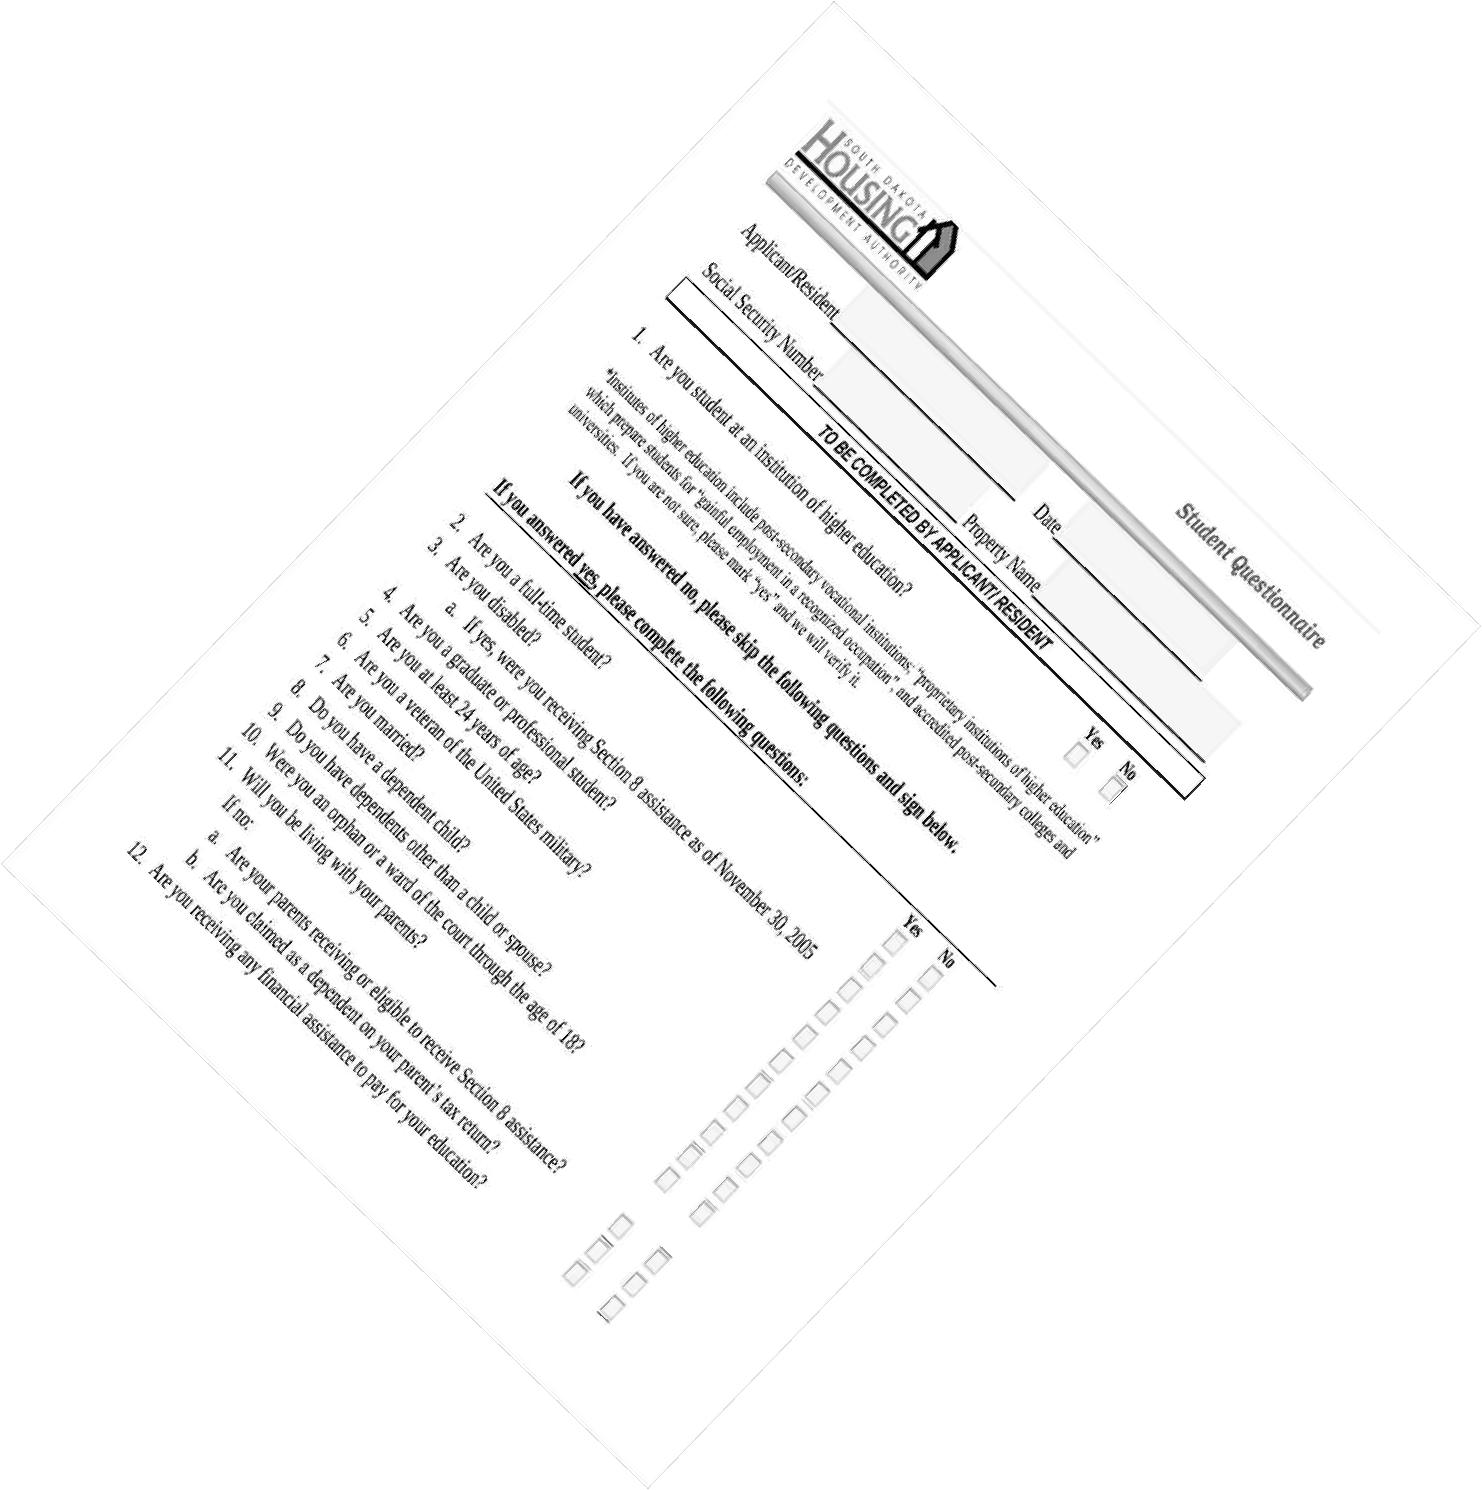 SOUTH DAKOTA
HOUSING
DEVELOPMENT AUTHORITY
Student Questionnaire
Applicant/Resident Date
Social Security Number Property Name
TO BE COMPLETED BY APPLICANT/ RESIDENT
Yes No
1. Are you student at an institution of higher education?
*Institutes of higher education include post-secondary vocational institutions; "proprietary institutions of higher education"
which prepare students for "gainful employment in a recognized occupation", and accredited post-secondary colleges and
universities. If you are not sure, please mark "yes" and we will verify it.
If you have answered no, please skip the following questions and sign below.
If you answered yes, please complete the following questions:
Yes No
2. Are you a full-time student?
3. Are you disabled?
a. If yes, were you receiving Section 8 assistance as of November 30, 2005
4. Are you a graduate or professional student?
5. Are you at least 24 years of age?
6. Are you a veteran of the United States military?
7. Are you married?
8. Do you have a dependent child?
9. Do you have dependents other than a child or spouse?
10. Were you an orphan or a ward of the court through the age of 18?
11. Will you be living with your parents?
If no:
a. Are your parents receiving or eligible to receive Section 8 assistance?
b. Are you claimed as a dependent on your parent's tax return?
12. Are you receiving any financial assistance to pay for your education?